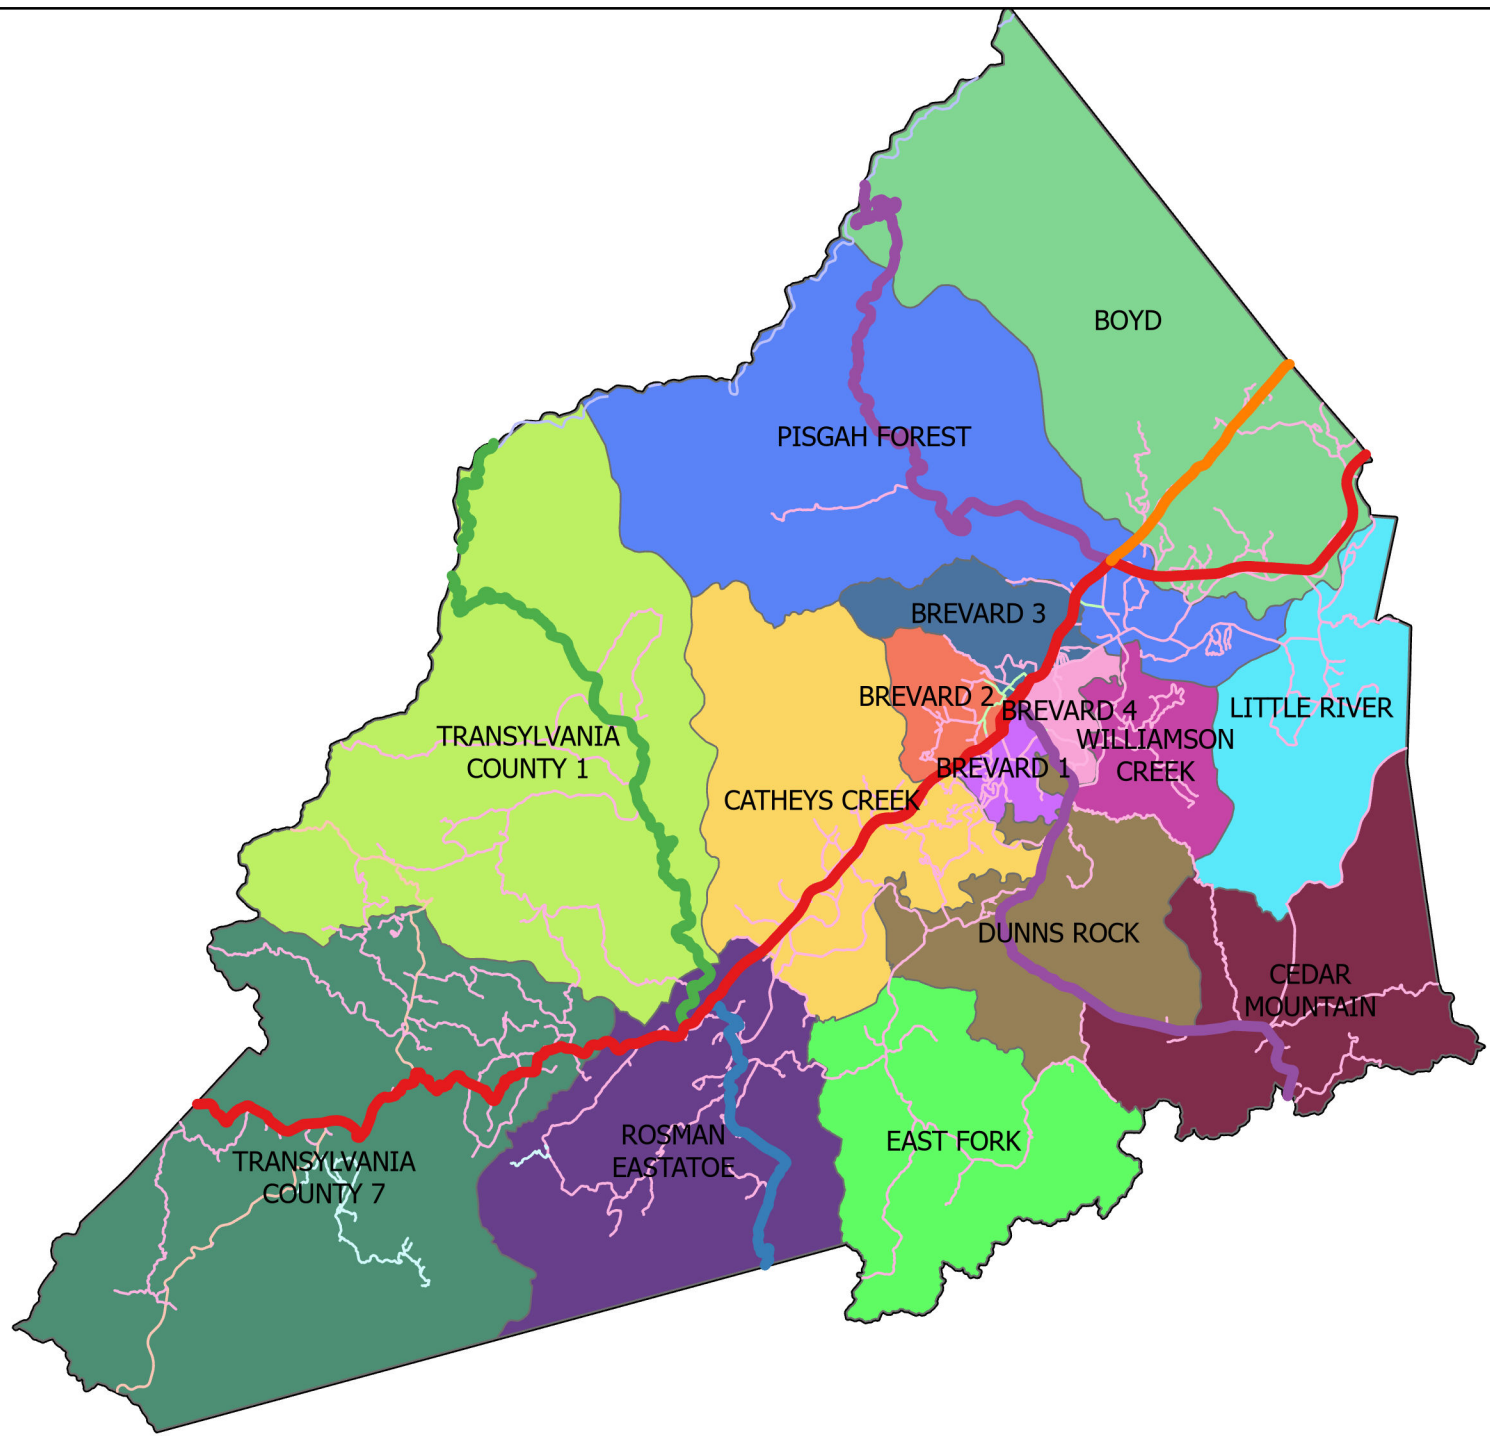 BOYD
PISGAH FOREST
BREVARD 3
BREVARD 2
BREVARD 4
LITTLE RIVER
TRANSYLVANIA
COUNTY 1
WILLIAMSON
CREEK
BREVARD 1
CATHEYS CREEK
DUNNS ROCK
CEDAR
MOUNTAIN
ROSMAN
EASTATOE
EAST FORK
TRANSYLVANIA
COUNTY 7